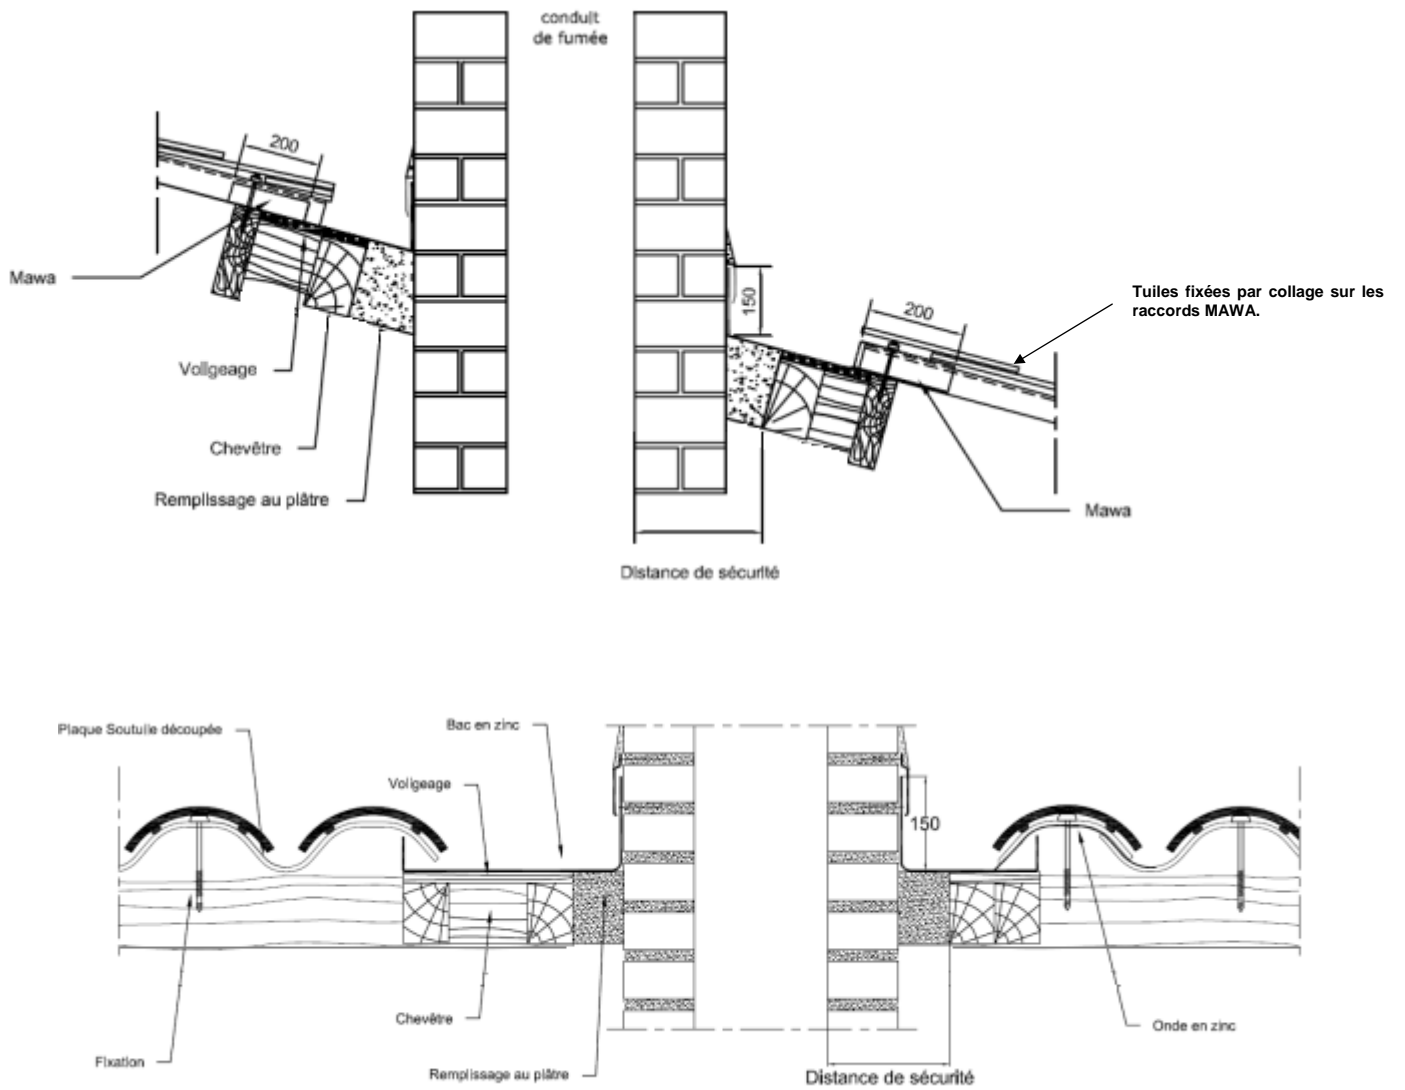 conduit
de fumée
200
Mawa
Voligeage
Chevêtre
Remplissage au plâtre
150
200
Tuiles fixées par collage sur les
raccords MAWA.
Mawa
Distance de sécurité
Plaque Soutuile découpée
Bac en zinc
Voligeage
150
Chevêtre
Fixation
Remplissage au plâtre
Onde en zinc
Distance de sécurité